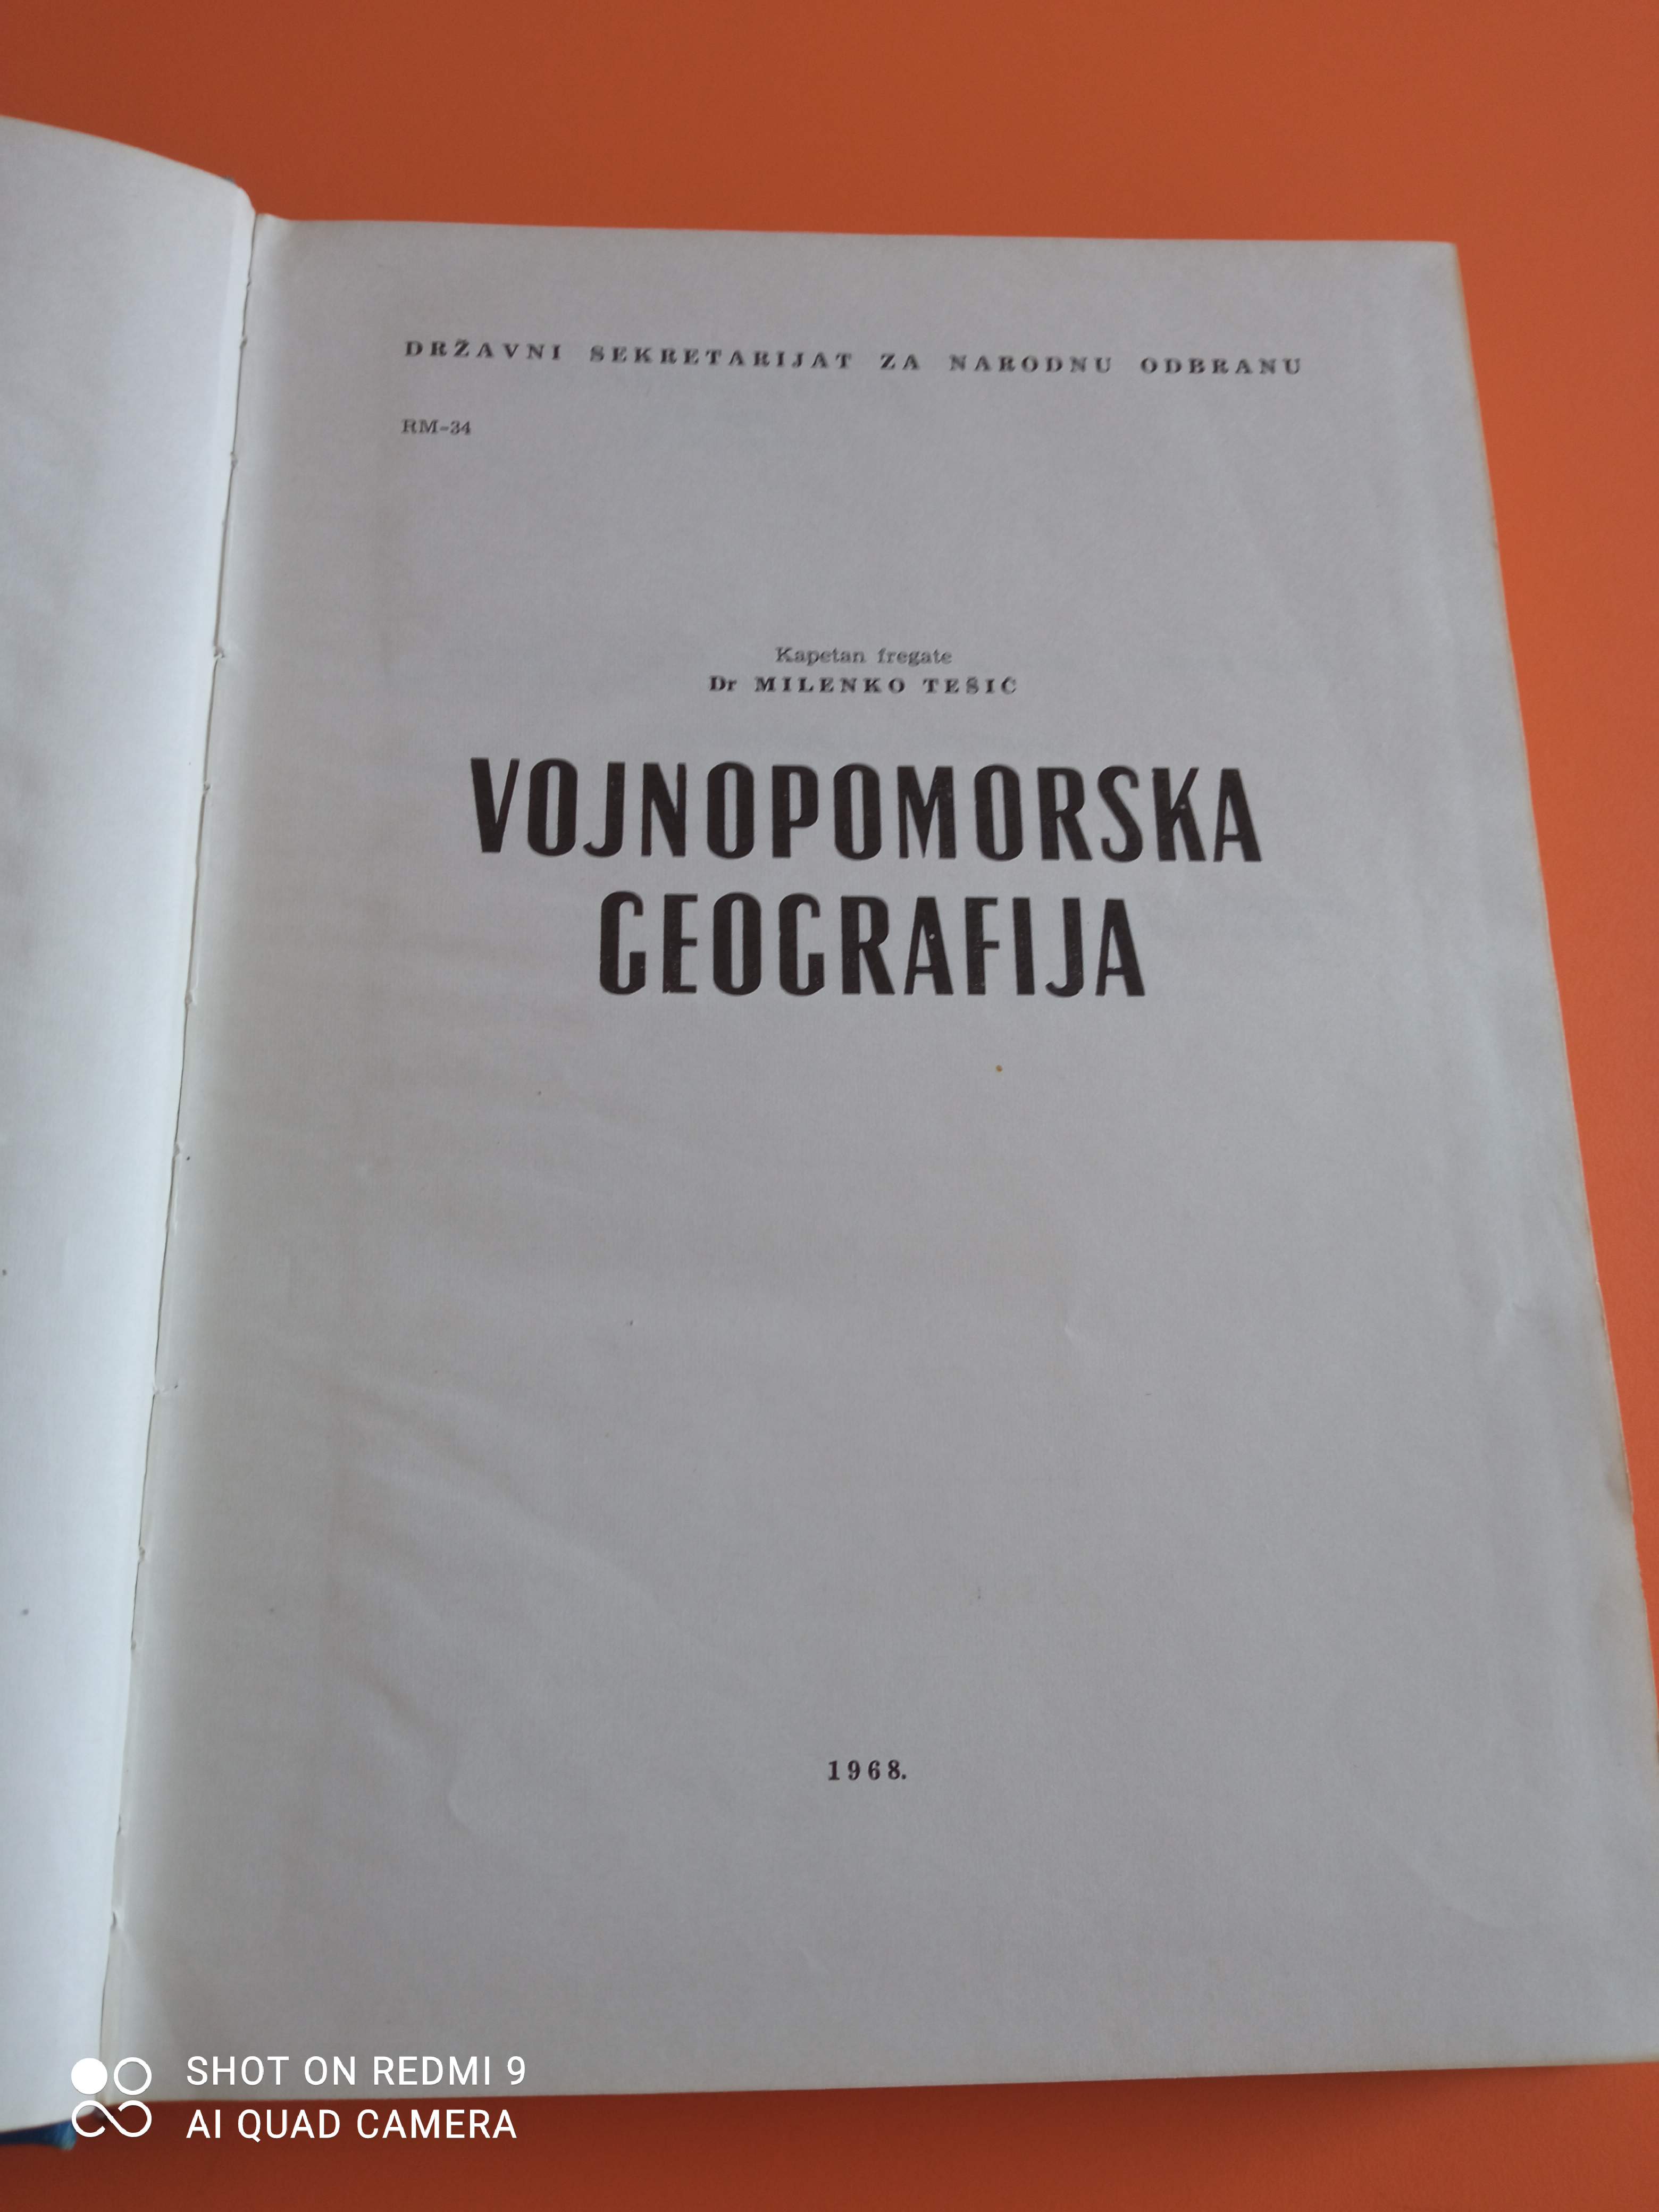 DRŽAVNI SEKRETARIJAT ZA NARODNU ODBRANU
RM-34
Kapetan fregate
Dr MILENKO TEŠIĆ
VOJNOPOMORSKA
GEOGRAFIJA
1968.
SHOT ON REDMI 9
AI QUAD CAMERA